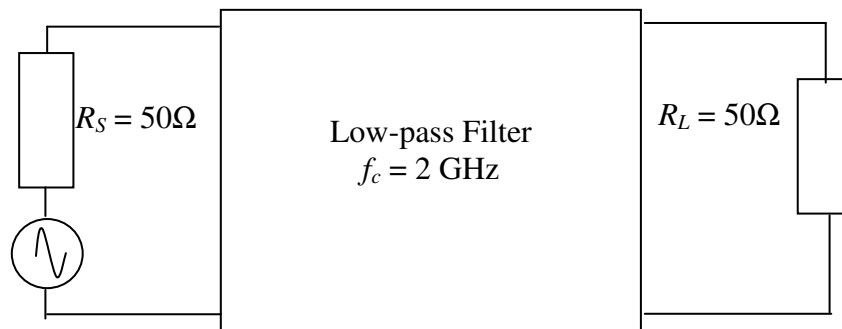 R_S = 50Ω
Low-pass Filter
f_c = 2 GHz
R_L = 50Ω